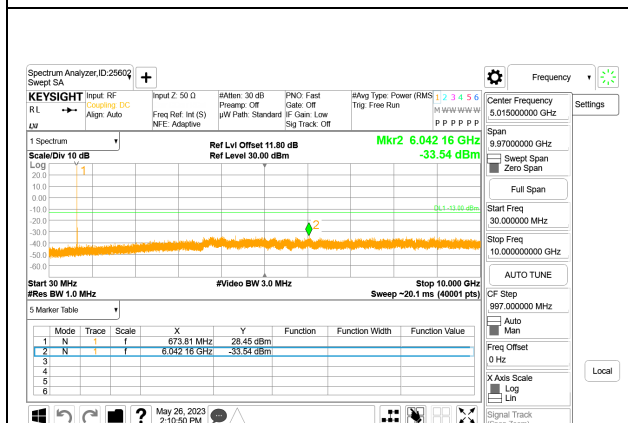 Spectrum Analyzer,ID:25602
Swept SA
+
Frequency
KEYSIGHT
RL
LXI
Input: RF
Coupling: DC
Align: Auto
Input Z: 50 Ω
Freq Ref: Int (S)
NFE: Adaptive
#Atten: 30 dB
Preamp: Off
µW Path: Standard
PNO: Fast
Gate: Off
IF Gain: Low
Sig Track: Off
#Avg Type: Power (RMS
Trig: Free Run
1 2 3 4 5 6
M W W W W W
P P P P P P
1 Spectrum
Scale/Div 10 dB
Ref Lvl Offset 11.80 dB
Ref Level 30.00 dBm
Mkr2 6.042 16 GHz
-33.54 dBm
Log
20.0
10.0
0.00
-10.0
-20.0
-30.0
-40.0
-50.0
-60.0
1
2
DL1 -13.00 dBm
Start 30 MHz
#Res BW 1.0 MHz
#Video BW 3.0 MHz
Stop 10.000 GHz
Sweep ~20.1 ms (40001 pts)
5 Marker Table
Mode Trace Scale X Y Function Function Width Function Value
1 N 1 f 673.81 MHz 28.45 dBm
2 N 1 f 6.042 16 GHz -33.54 dBm
3
4
5
6
?
May 26, 2023
2:10:50 PM
Center Frequency
5.015000000 GHz
Settings
Span
9.97000000 GHz
Swept Span
Zero Span
Full Span
Start Freq
30.000000 MHz
Stop Freq
10.000000000 GHz
AUTO TUNE
CF Step
997.000000 MHz
Auto
Man
Freq Offset
0 Hz
X Axis Scale
Log
Lin
Local
Signal Track